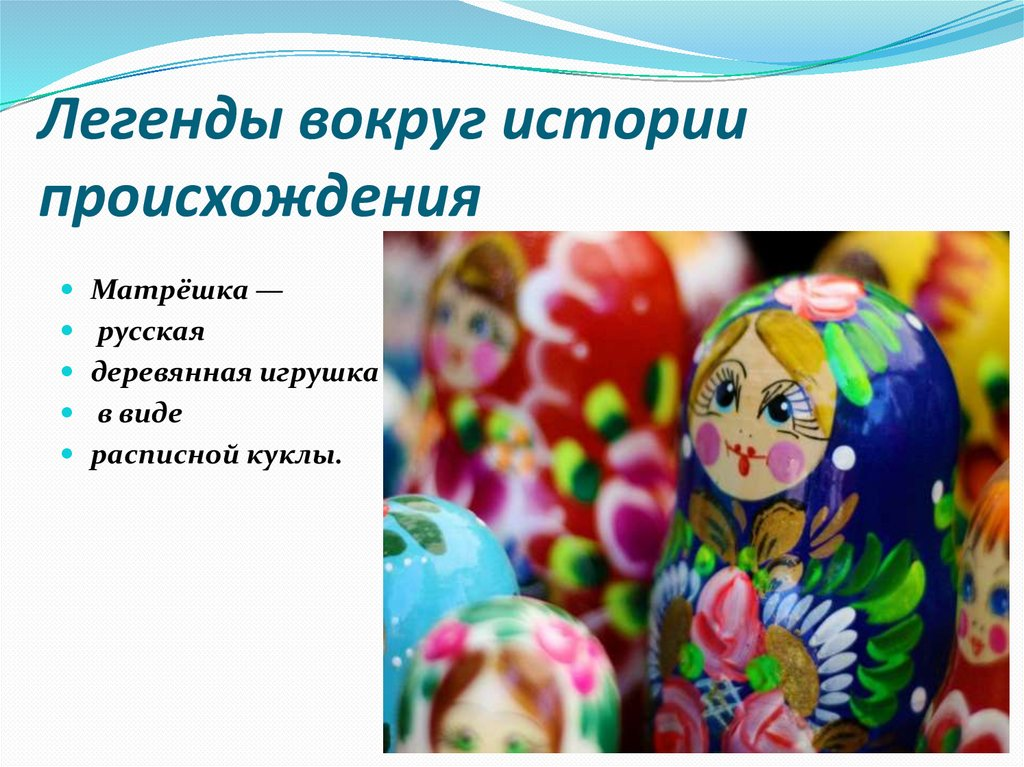 Легенды вокруг истории
происхождения
Матрёшка —
русская
деревянная игрушка
в виде
расписной куклы.